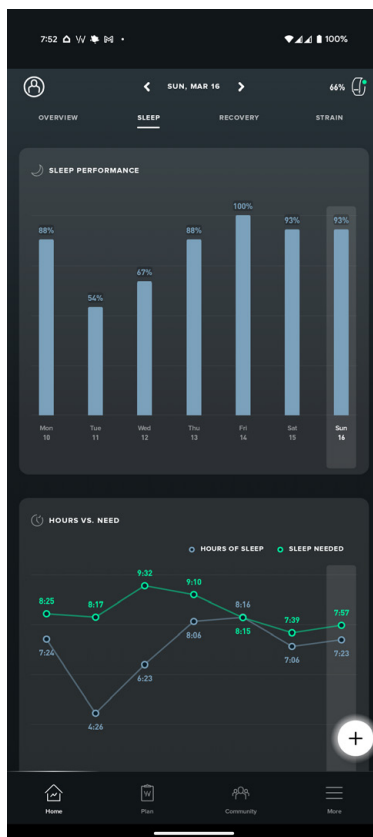 7:52
100%
SUN, MAR 16
66%
OVERVIEW SLEEP RECOVERY STRAIN
SLEEP PERFORMANCE
88% 54% 67% 88% 100% 93% 93%
Mon Tue Wed Thu Fri Sat Sun
10 11 12 13 14 15 16
HOURS VS. NEED
HOURS OF SLEEP SLEEP NEEDED
8:25 8:17 9:32 9:10 8:15 7:39 7:57
7:24 4:26 6:23 8:06 8:16 7:06 7:23
+
W
Home Plan Community More